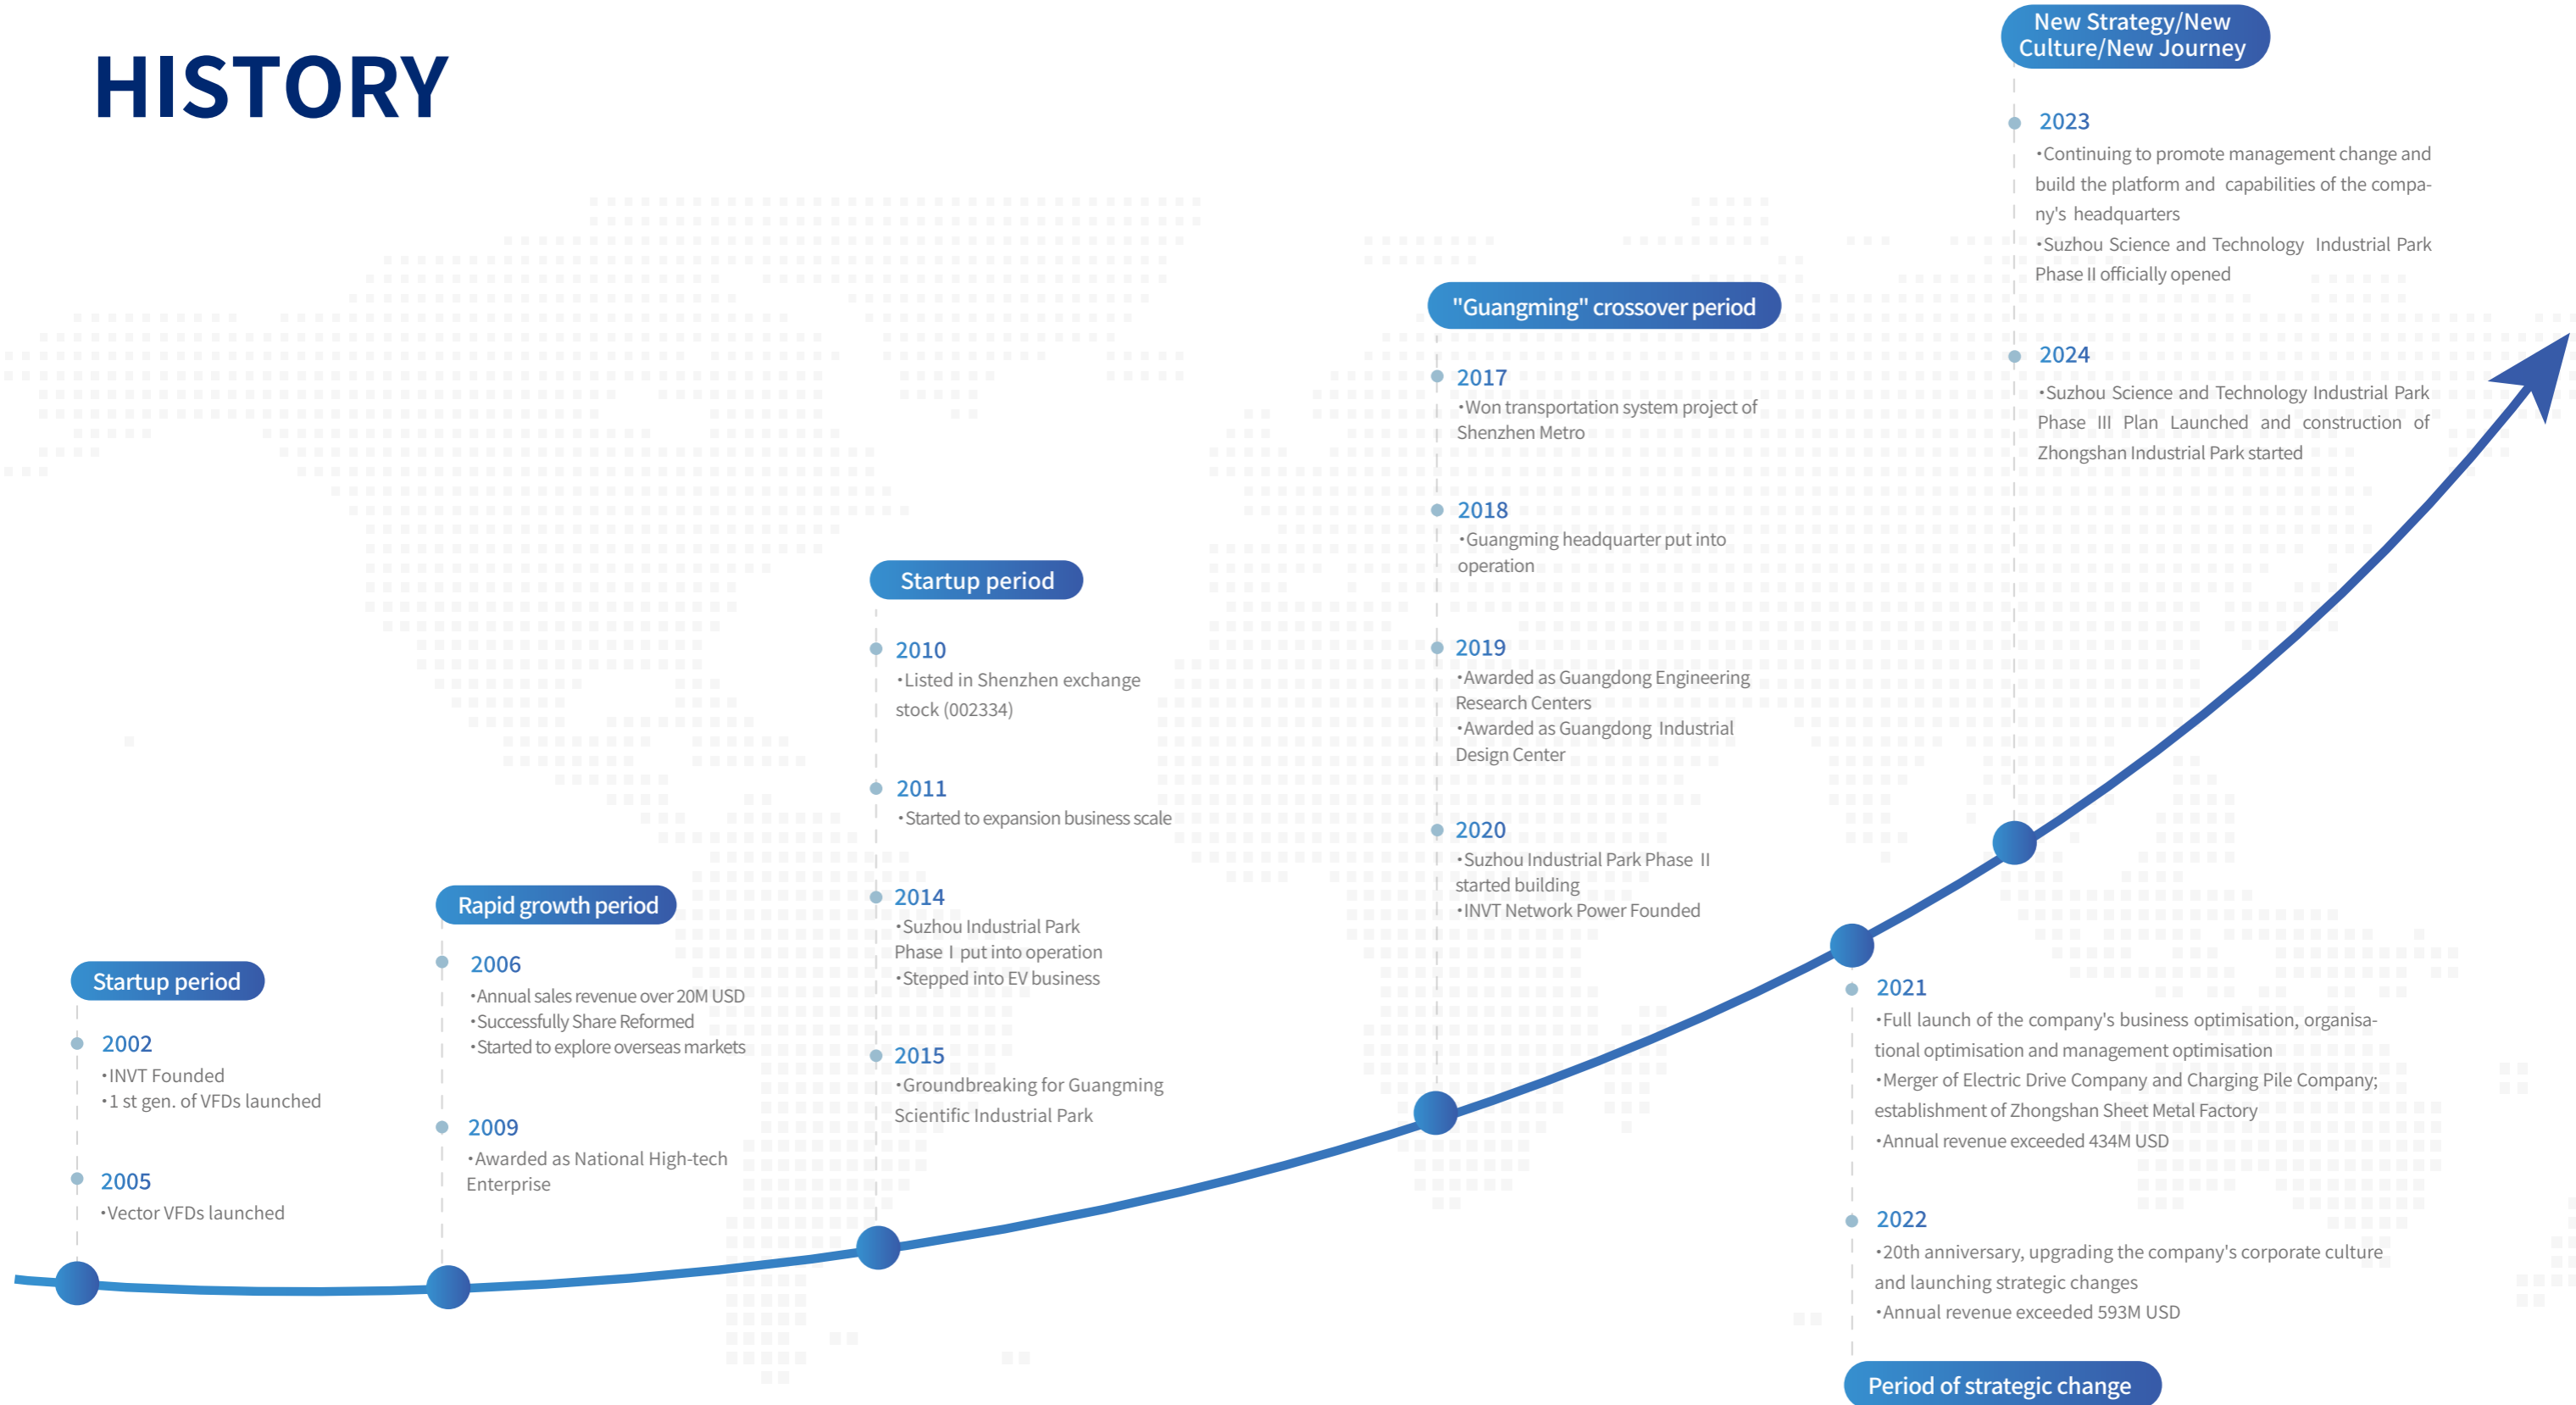 HISTORY
Startup period
2002
·INVT Founded
·1 st gen. of VFDs launched
2005
·Vector VFDs launched
Rapid growth period
2006
·Annual sales revenue over 20M USD
·Successfully Share Reformed
·Started to explore overseas markets
2009
·Awarded as National High-tech
Enterprise
Startup period
2010
·Listed in Shenzhen exchange
stock (002334)
2011
·Started to expansion business scale
2014
·Suzhou Industrial Park
Phase I put into operation
·Stepped into EV business
2015
·Groundbreaking for Guangming
Scientific Industrial Park
"Guangming" crossover period
2017
·Won transportation system project of
Shenzhen Metro
2018
·Guangming headquarter put into
operation
2019
·Awarded as Guangdong Engineering
Research Centers
·Awarded as Guangdong Industrial
Design Center
2020
·Suzhou Industrial Park Phase II
started building
·INVT Network Power Founded
2021
·Full launch of the company's business optimisation, organisa-
tional optimisation and management optimisation
·Merger of Electric Drive Company and Charging Pile Company;
establishment of Zhongshan Sheet Metal Factory
·Annual revenue exceeded 434M USD
2022
·20th anniversary, upgrading the company's corporate culture
and launching strategic changes
·Annual revenue exceeded 593M USD
Period of strategic change
New Strategy/New
Culture/New Journey
2023
·Continuing to promote management change and
build the platform and capabilities of the compa-
ny's headquarters
·Suzhou Science and Technology Industrial Park
Phase II officially opened
2024
·Suzhou Science and Technology Industrial Park
Phase III Plan Launched and construction of
Zhongshan Industrial Park started